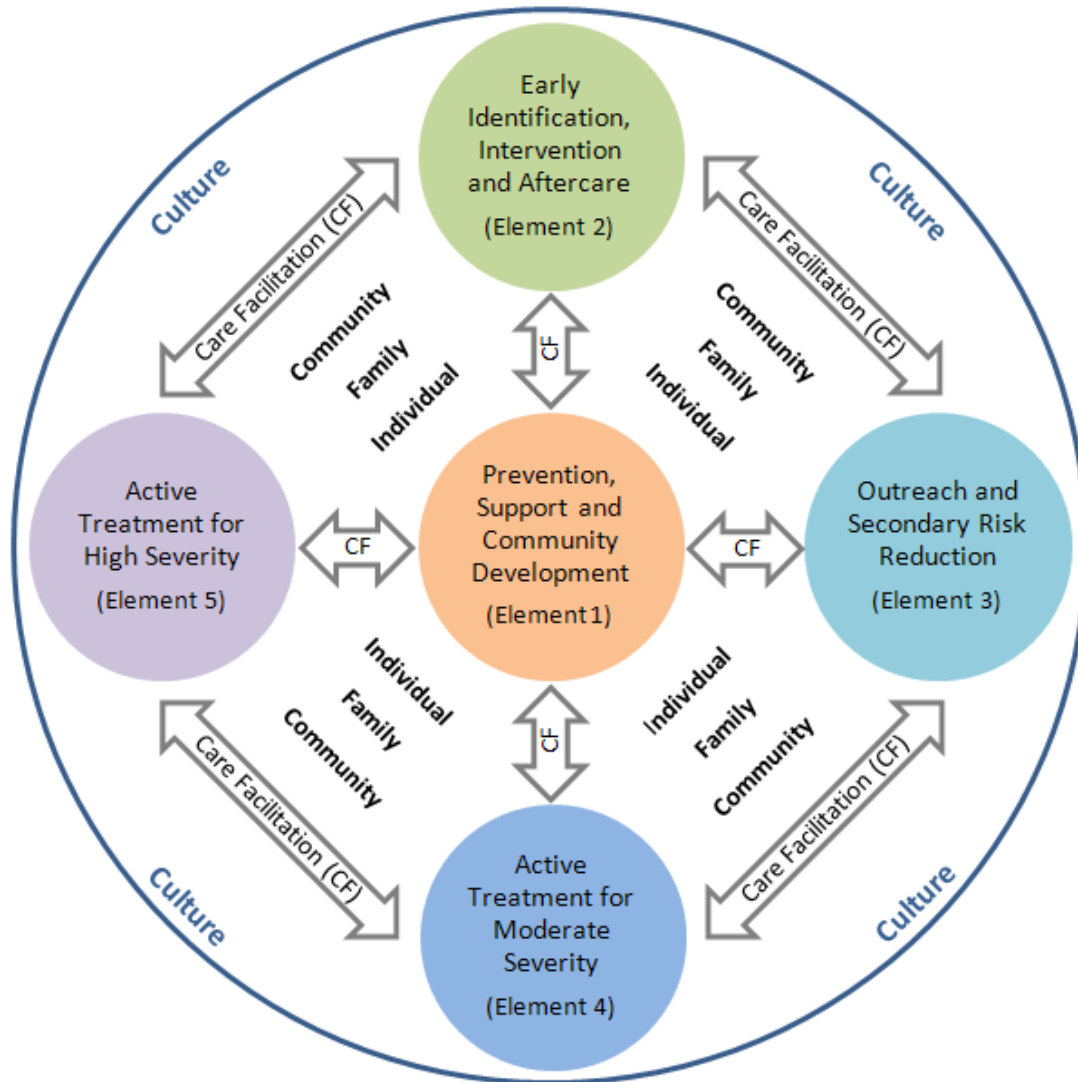 Early
Identification,
Intervention
and Aftercare
(Element 2)
Culture
Culture
Care Facilitation (CF)
Care Facilitation (CF)
Community
Family
Individual
CF
Community
Family
Individual
Active
Treatment for
High Severity
(Element 5)
CF
Prevention,
Support and
Community
Development
(Element 1)
CF
Outreach and
Secondary Risk
Reduction
(Element 3)
Individual
Family
Community
CF
Individual
Family
Community
Care Facilitation (CF)
Care Facilitation (CF)
Active
Treatment for
Moderate
Severity
(Element 4)
Culture
Culture